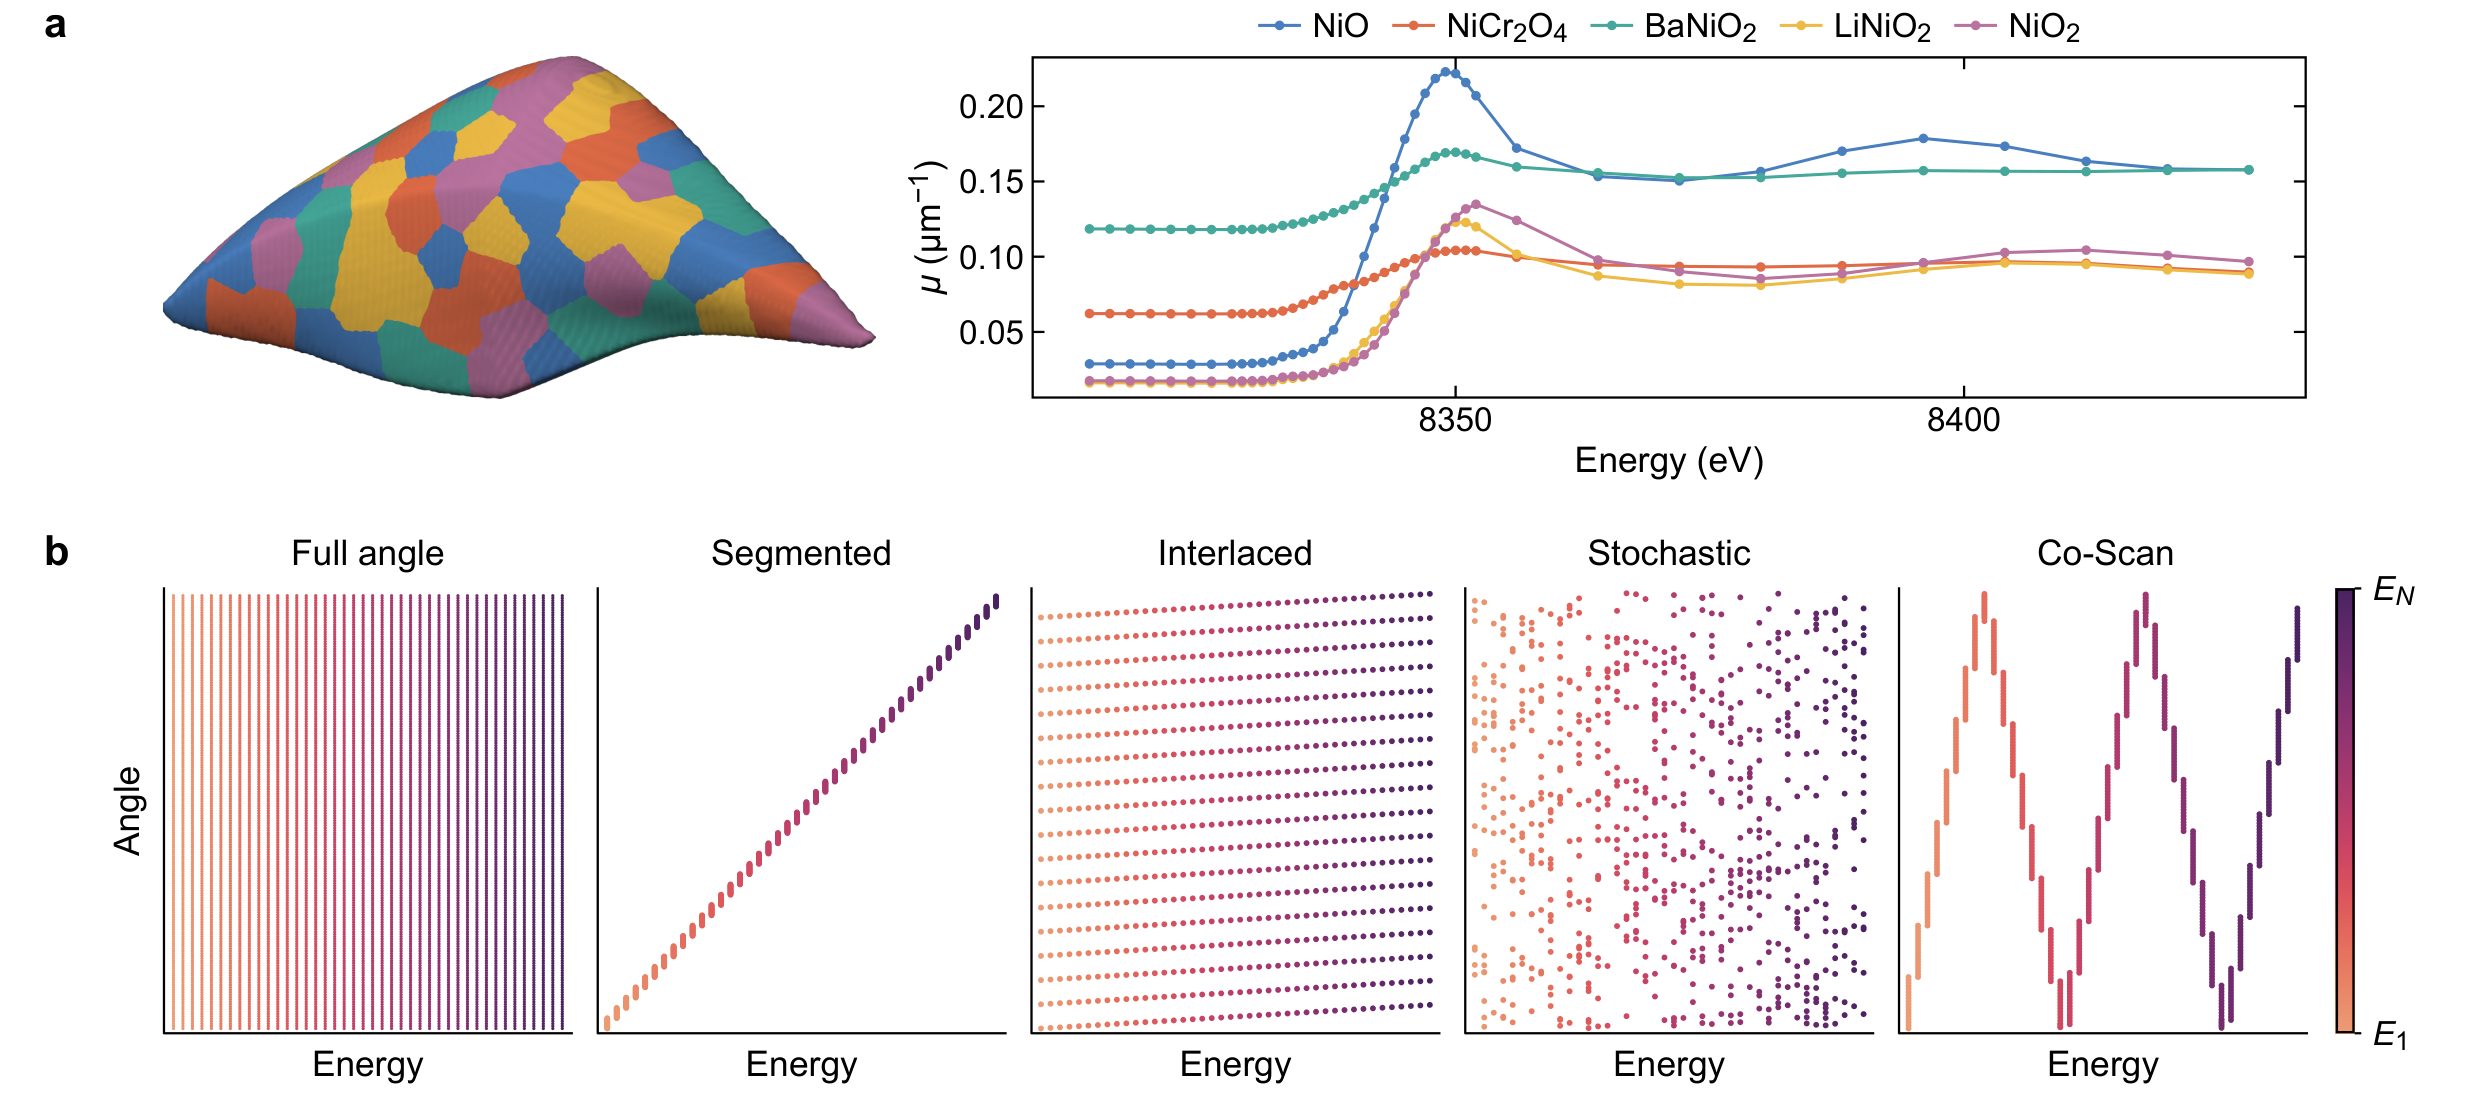 a
NiO NiCr₂O₄ BaNiO₂ LiNiO₂ NiO₂
0.20
0.15
0.10
0.05
μ (μm⁻¹)
8350 8400
Energy (eV)
b
Full angle Segmented Interlaced Stochastic Co-Scan
Angle
Energy Energy Energy Energy Energy
E_N
E₁